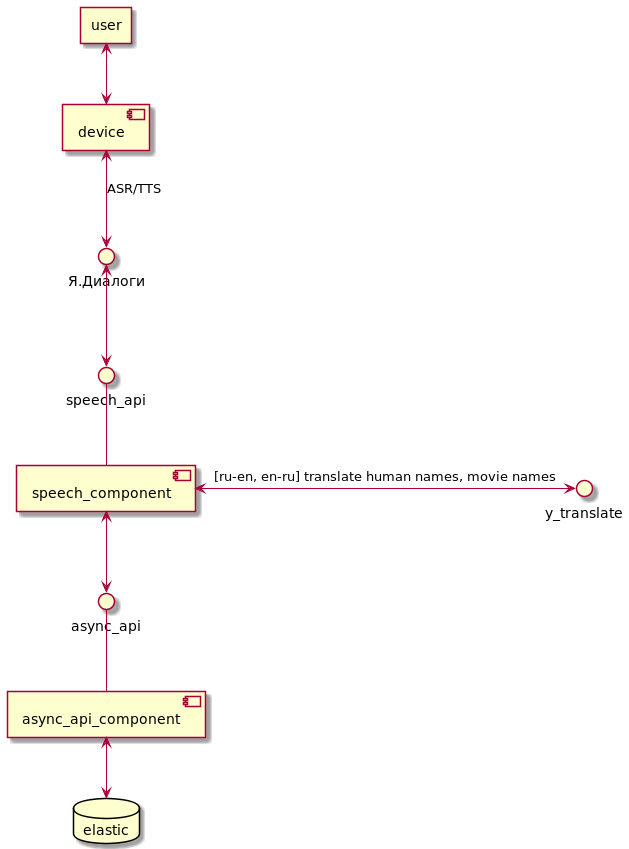 user
device
ASR/TTS
Я.Диалоги
speech_api
speech_component
[ru-en, en-ru] translate human names, movie names
y_translate
async_api
async_api_component
elastic